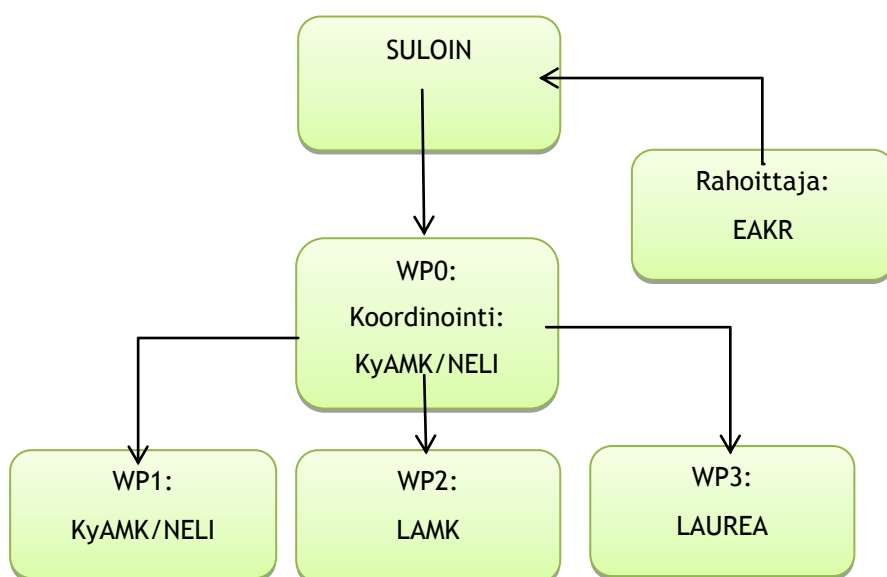 SULOIN
Rahoittaja:
EAKR
WP0:
Koordinointi:
KyAMK/NELI
WP1:
KyAMK/NELI
WP2:
LAMK
WP3:
LAUREA